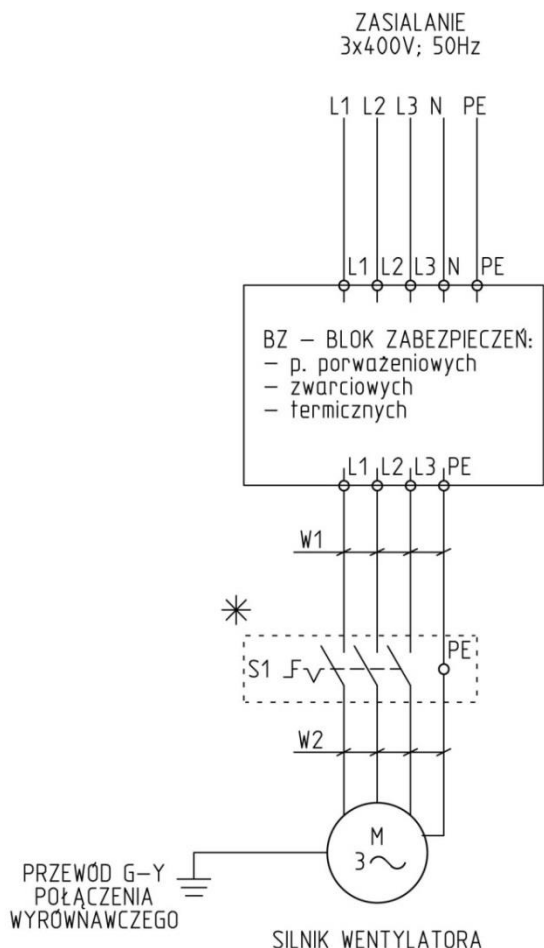 ZASIALANIE
3x400V; 50Hz
L1 L2 L3 N PE
L1 L2 L3 N PE
BZ – BLOK ZABEZPIECZEŃ:
– p. porważeniowych
– zwarciowych
– termicznych
L1 L2 L3 PE
W1
PE
S1
W2
M
3
PRZEWÓD G–Y
POŁĄCZENIA
WYRÓWNAWCZEGO
SILNIK WENTYLATORA